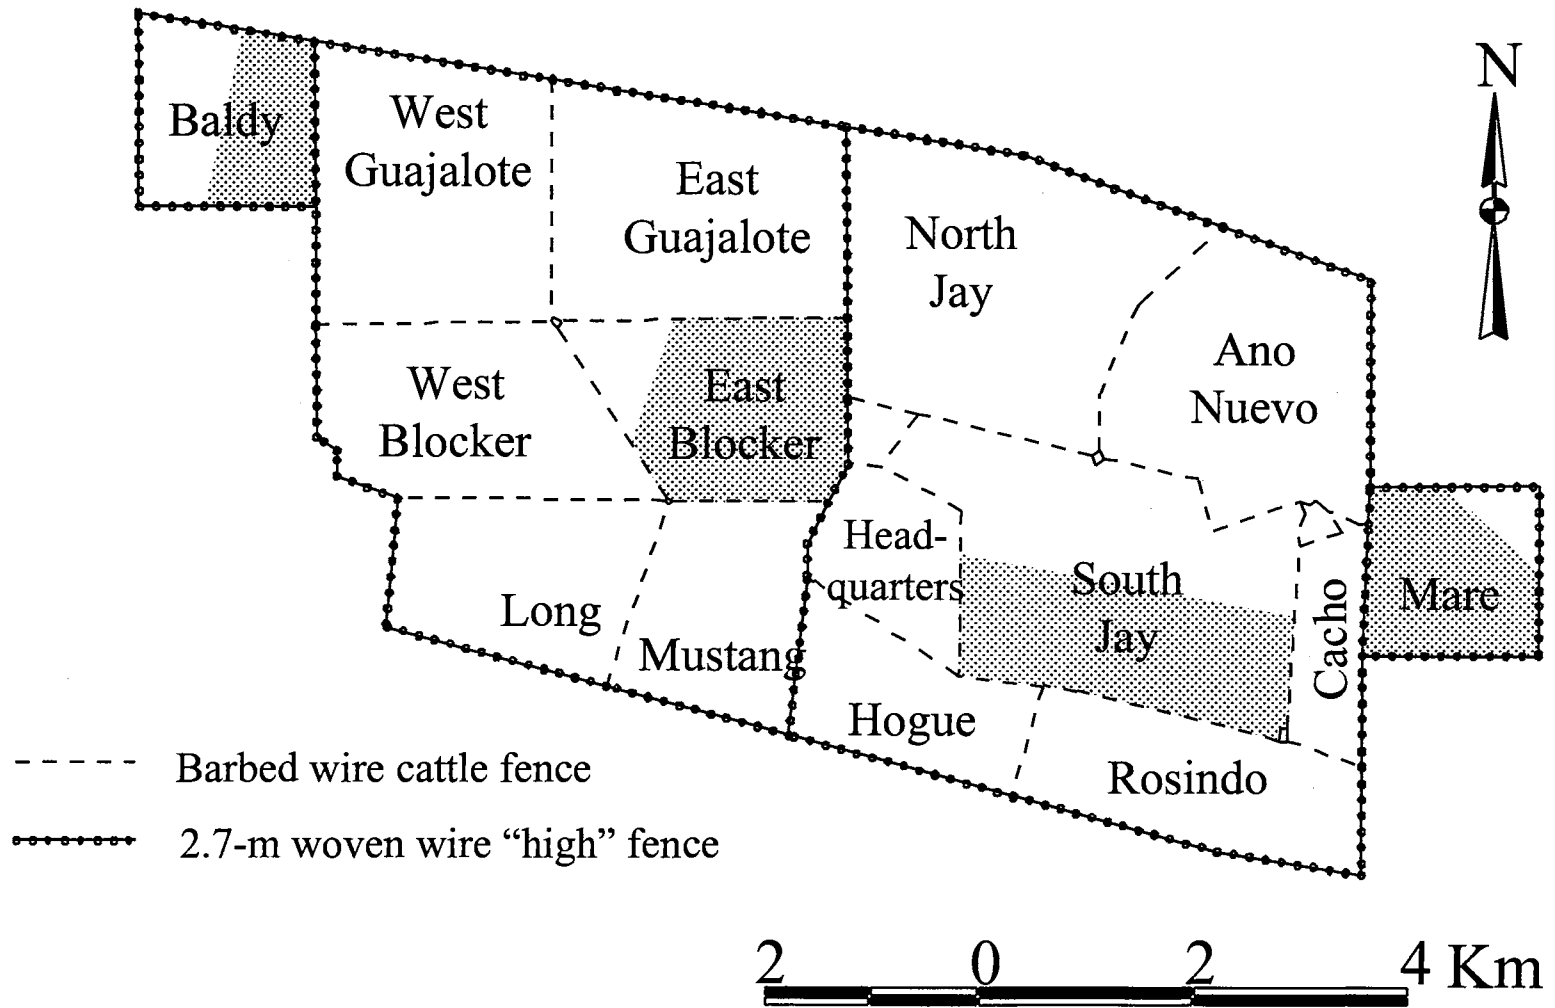 N
Baldy
West
Guajalote
East
Guajalote
North
Jay
Ano
Nuevo
West
Blocker
East
Blocker
Head-
quarters
South
Jay
Cacho
Mare
Long
Mustang
Hogue
Rosindo
Barbed wire cattle fence
2.7-m woven wire “high” fence
2 0 2 4 Km